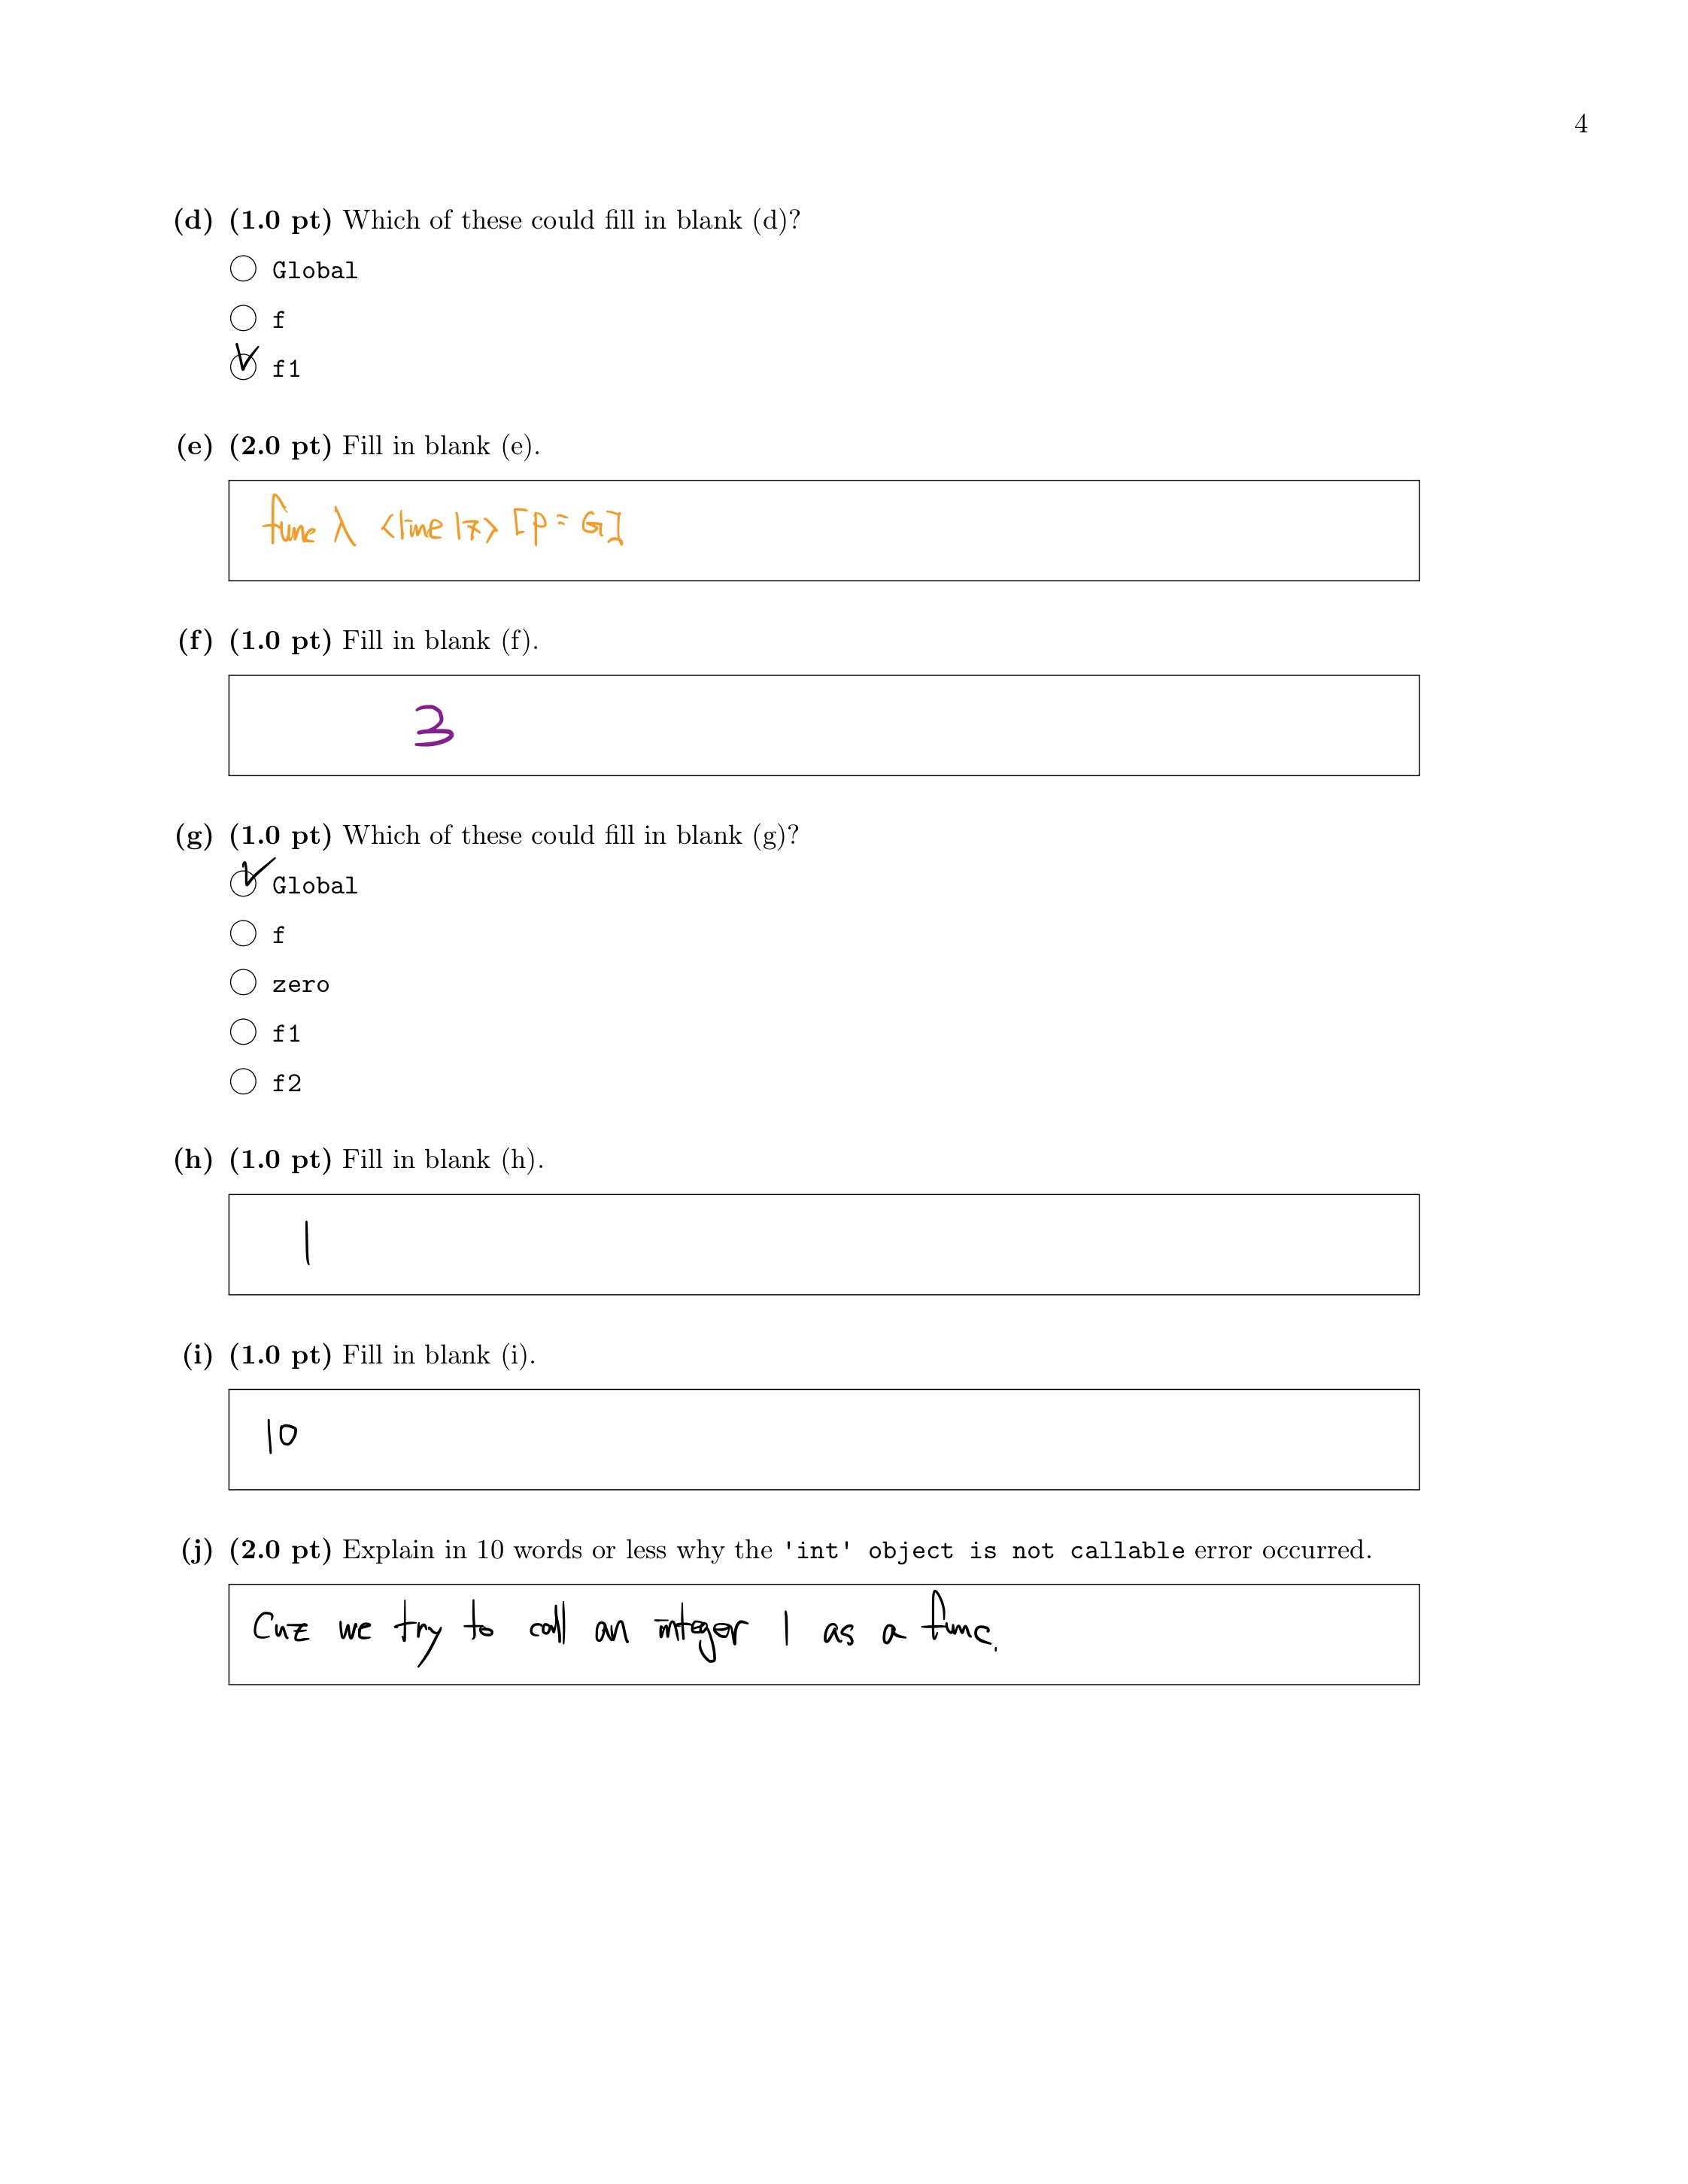 4
(d) (1.0 pt) Which of these could fill in blank (d)?
Global
f
f1
(e) (2.0 pt) Fill in blank (e).
func λ <line 17> [P = G]
(f) (1.0 pt) Fill in blank (f).
3
(g) (1.0 pt) Which of these could fill in blank (g)?
Global
f
zero
f1
f2
(h) (1.0 pt) Fill in blank (h).
1
(i) (1.0 pt) Fill in blank (i).
10
(j) (2.0 pt) Explain in 10 words or less why the 'int' object is not callable error occurred.
Cuz we try to call an integer 1 as a func.